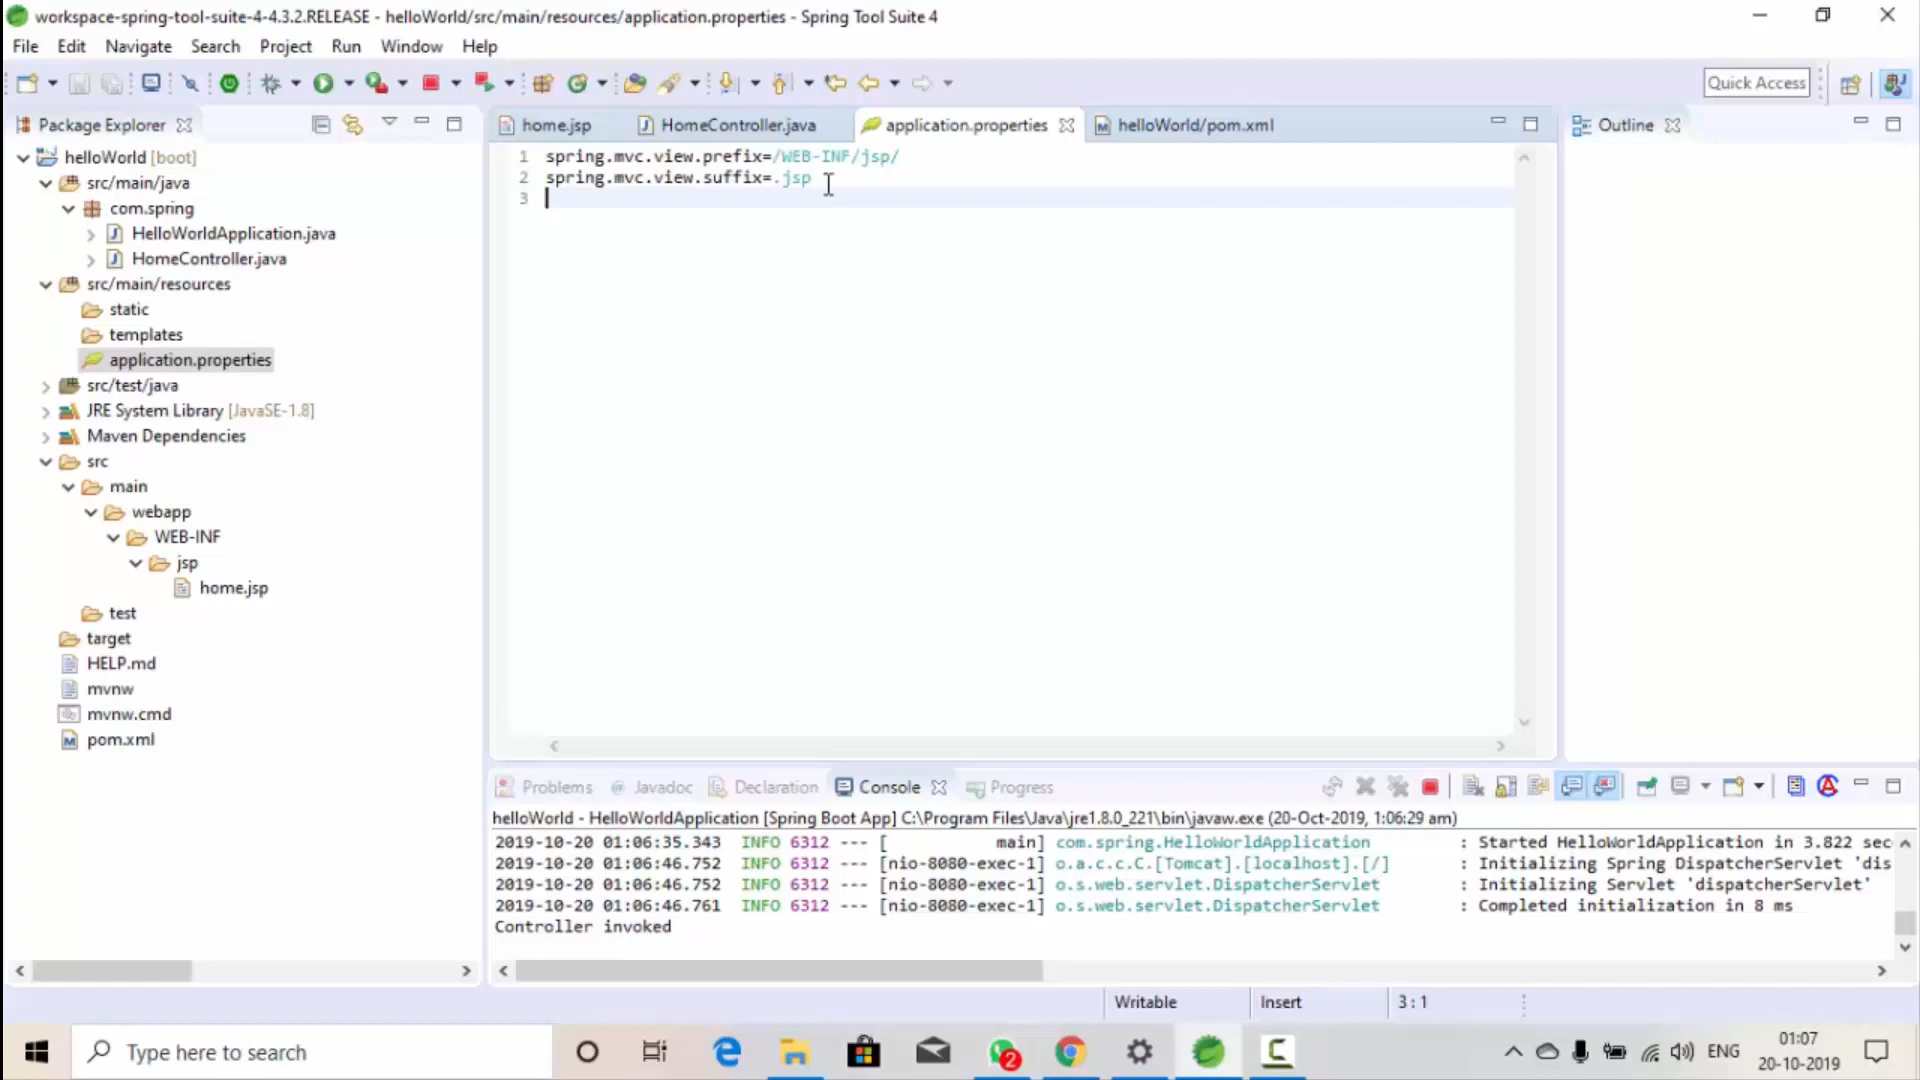 workspace-spring-tool-suite-4-4.3.2.RELEASE - helloWorld/src/main/resources/application.properties - Spring Tool Suite 4
File Edit Navigate Search Project Run Window Help
Quick Access
Package Explorer
helloWorld [boot]
src/main/java
com.spring
HelloWorldApplication.java
HomeController.java
src/main/resources
static
templates
application.properties
src/test/java
JRE System Library [JavaSE-1.8]
Maven Dependencies
src
main
webapp
WEB-INF
jsp
home.jsp
test
target
HELP.md
mvnw
mvnw.cmd
pom.xml
home.jsp HomeController.java application.properties helloWorld/pom.xml
1 spring.mvc.view.prefix=/WEB-INF/jsp/
2 spring.mvc.view.suffix=.jsp
3
Outline
Problems Javadoc Declaration Console Progress
helloWorld - HelloWorldApplication [Spring Boot App] C:\Program Files\Java\jre1.8.0_221\bin\javaw.exe (20-Oct-2019, 1:06:29 am)
2019-10-20 01:06:35.343 INFO 6312 --- [ main] com.spring.HelloWorldApplication : Started HelloWorldApplication in 3.822 sec
2019-10-20 01:06:46.752 INFO 6312 --- [nio-8080-exec-1] o.a.c.c.C.[Tomcat].[localhost].[/] : Initializing Spring DispatcherServlet 'dis
2019-10-20 01:06:46.752 INFO 6312 --- [nio-8080-exec-1] o.s.web.servlet.DispatcherServlet : Initializing Servlet 'dispatcherServlet'
2019-10-20 01:06:46.761 INFO 6312 --- [nio-8080-exec-1] o.s.web.servlet.DispatcherServlet : Completed initialization in 8 ms
Controller invoked
Writable Insert 3 : 1
Type here to search
2
ENG
01:07
20-10-2019